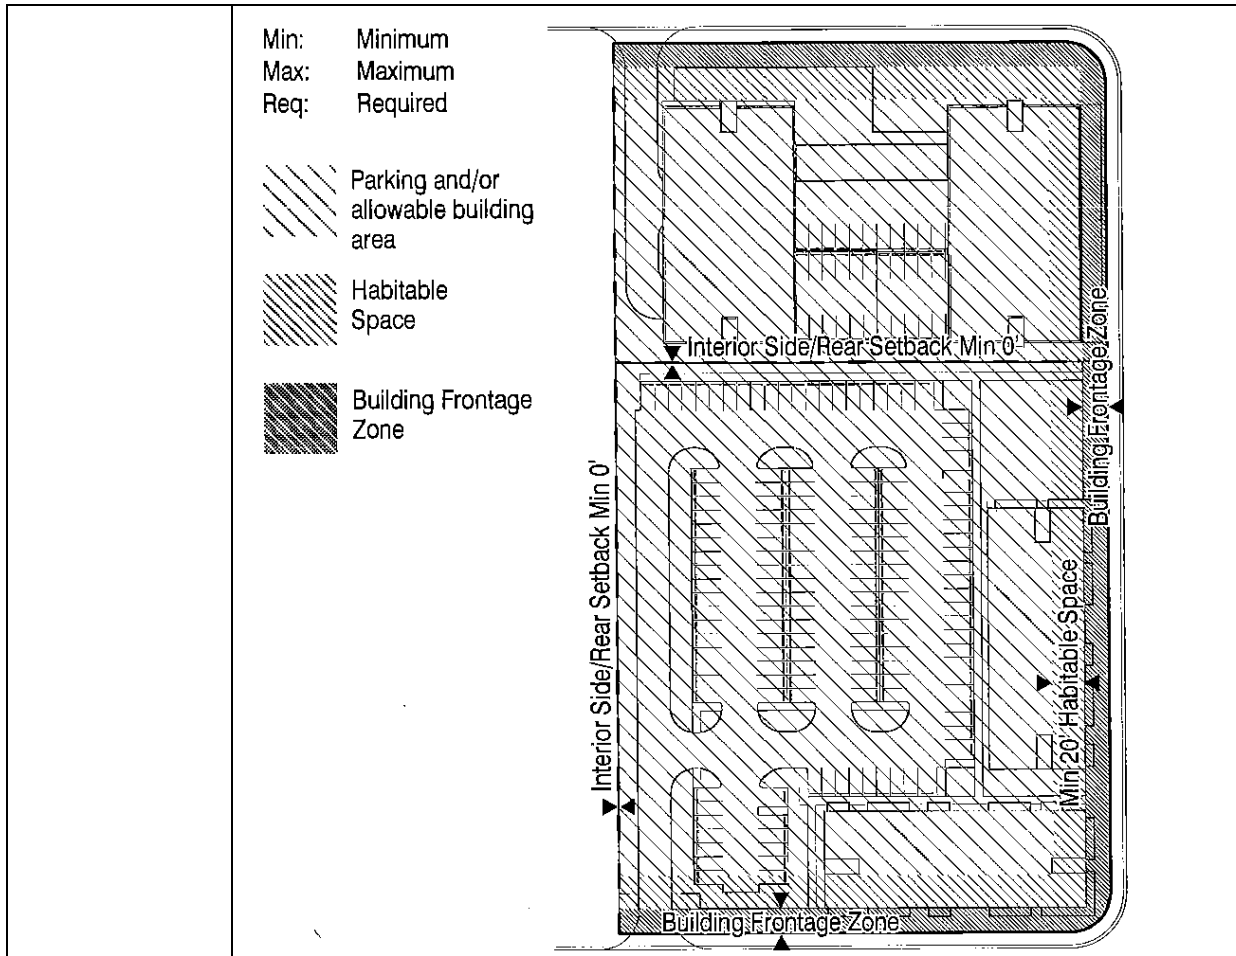 Min: Minimum
Max: Maximum
Req: Required
Parking and/or
allowable building
area
Habitable
Space
Building Frontage
Zone
Interior Side/Rear Setback Min 0'
Building Frontage Zone
Interior Side/Rear Setback Min 0'
Min 20' Habitable Space
Building Frontage Zone